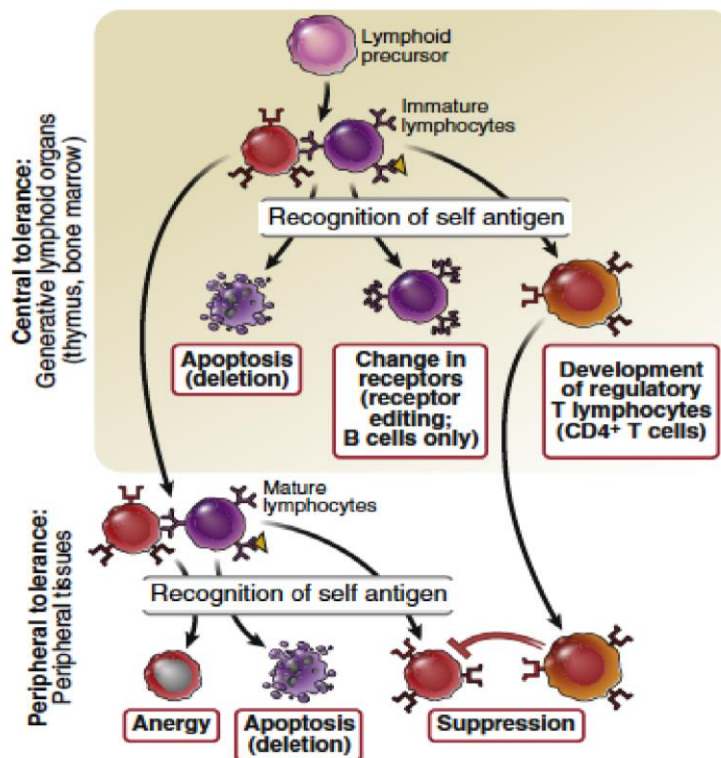 Lymphoid
precursor
Immature
lymphocytes
Central tolerance:
Generative lymphoid organs
(thymus, bone marrow)
Recognition of self antigen
Apoptosis
(deletion)
Change in
receptors
(receptor
editing;
B cells only)
Development
of regulatory
T lymphocytes
(CD4+ T cells)
Mature
lymphocytes
Peripheral tolerance:
Peripheral tissues
Recognition of self antigen
Anergy
Apoptosis
(deletion)
Suppression